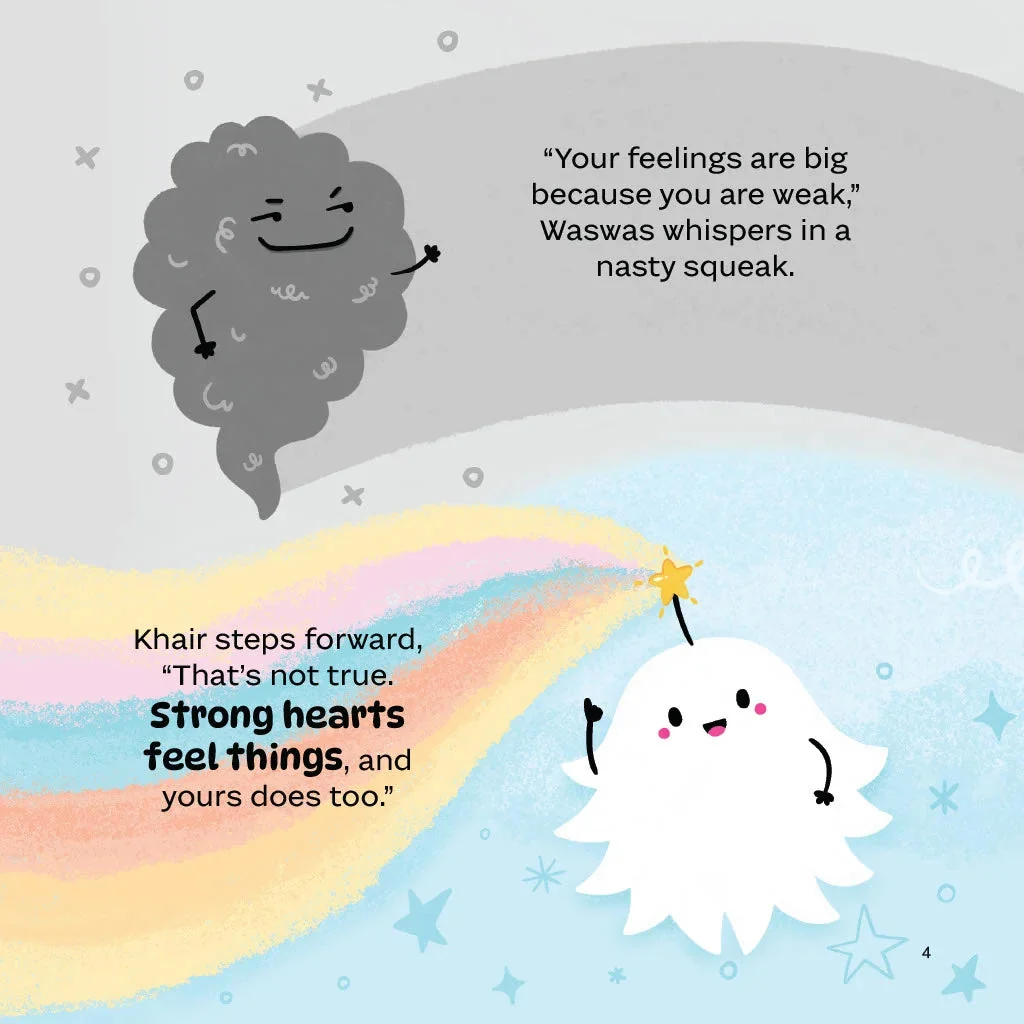 “Your feelings are big
because you are weak,”
Waswas whispers in a
nasty squeak.
Khair steps forward,
“That’s not true.
Strong hearts
feel things, and
yours does too.”
4